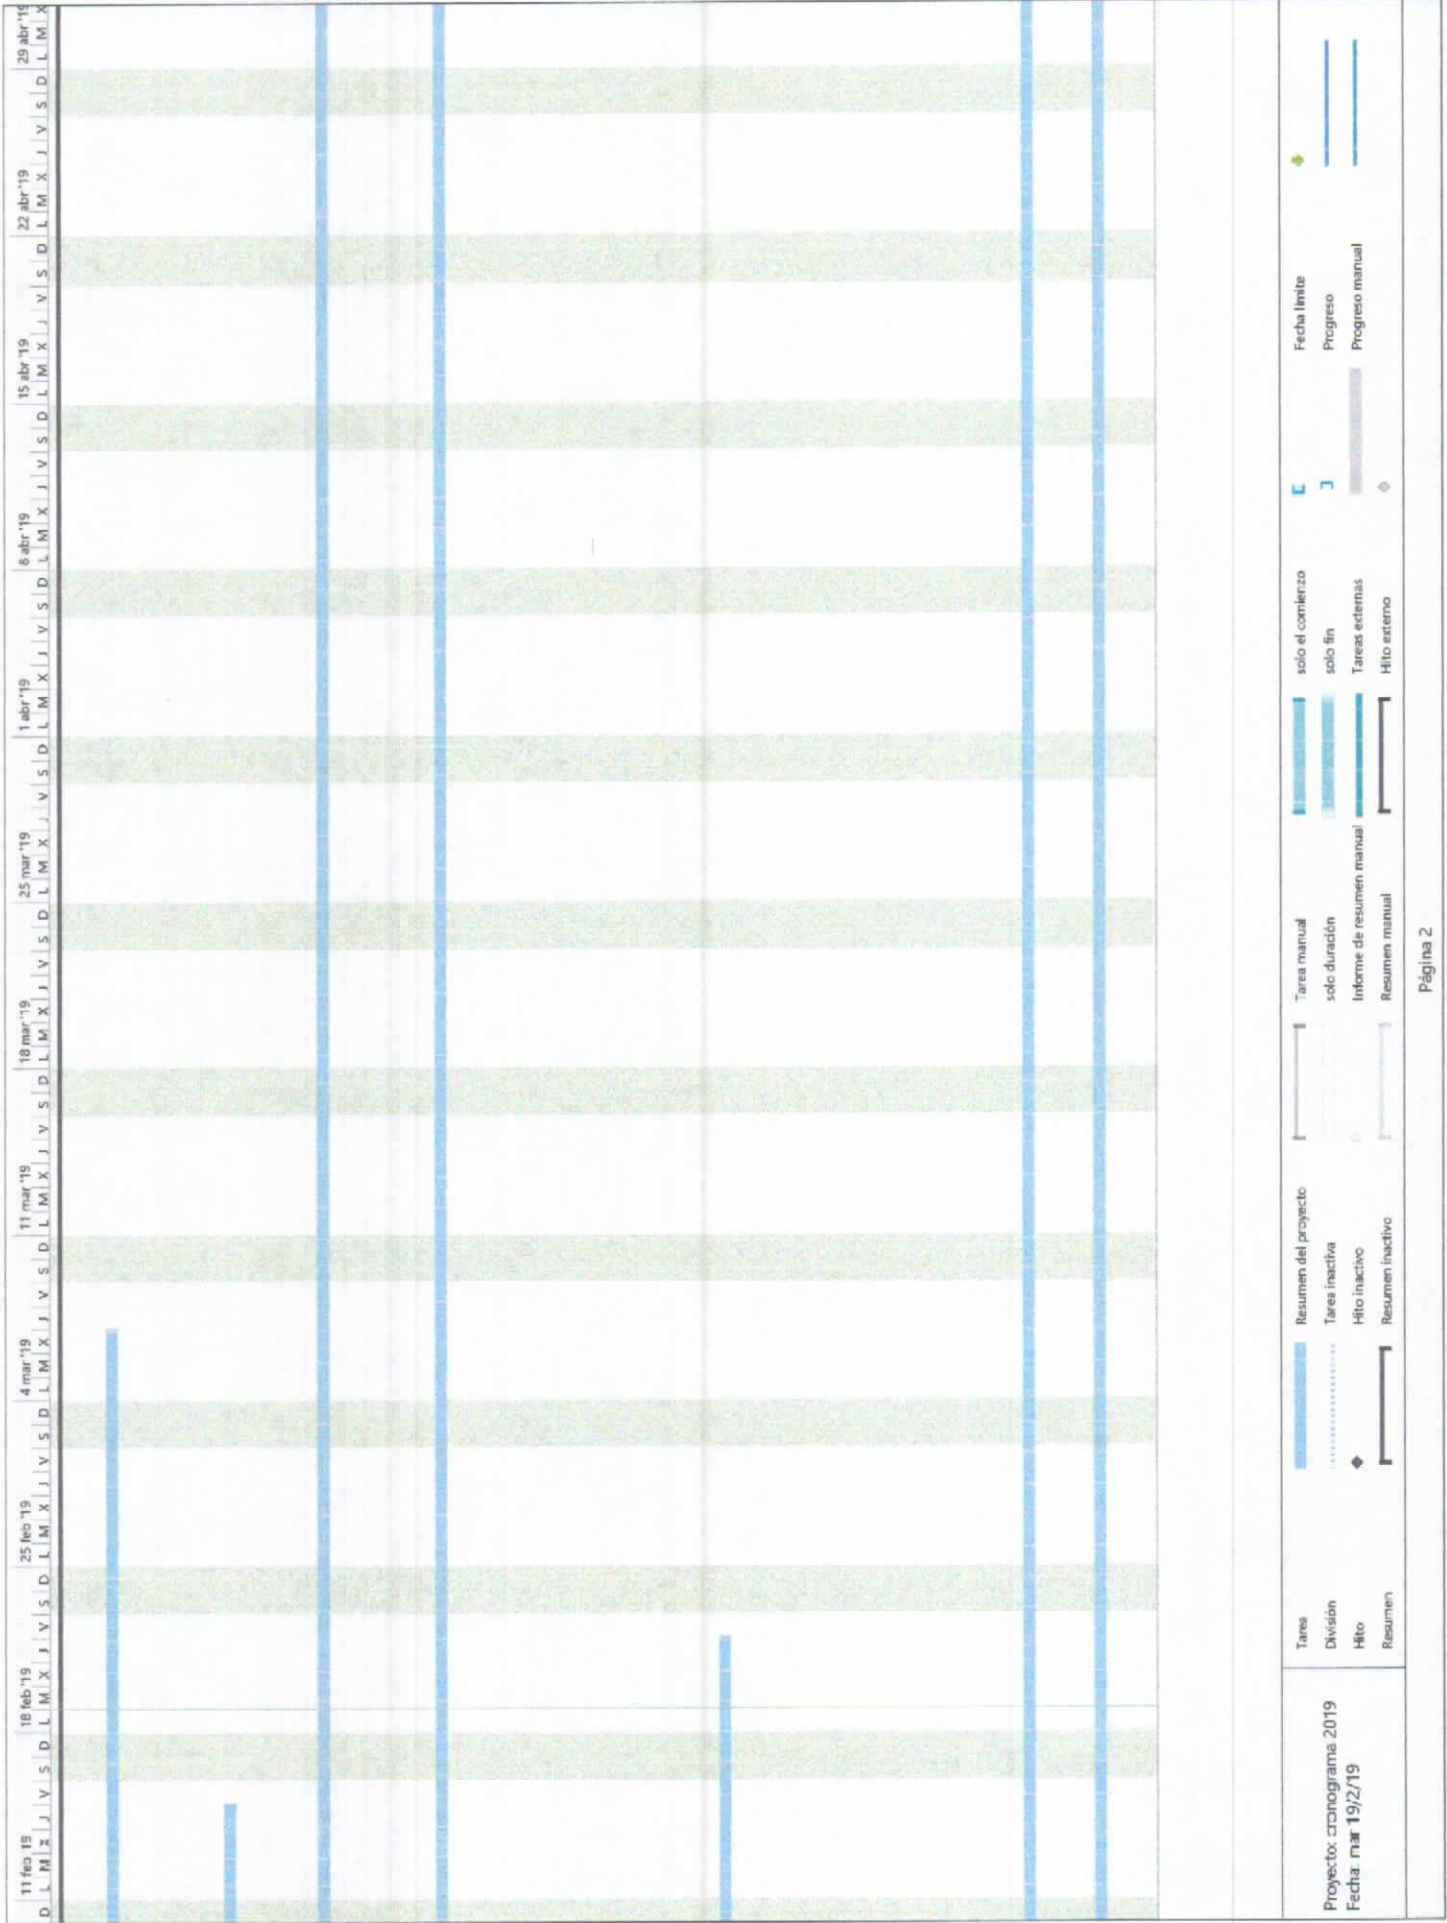 11 feb '19 18 feb '19 25 feb '19 4 mar '19 11 mar '19 18 mar '19 25 mar '19 1 abr '19 8 abr '19 15 abr '19 22 abr '19 29 abr '19
D L M X J V S D L M X J V S D L M X J V S D L M X J V S D L M X J V S D L M X J V S D L M X J V S D L M X J V S D L M X J V S D L M X J V S D L M X J V S D L M X J V S D L M X
Proyecto: cronograma 2019
Fecha: mar 19/2/19
Tarea Resumen del proyecto Tarea manual solo el comienzo Fecha límite
División Tarea inactiva solo duración solo fin Progreso
Hito Hito inactivo Informe de resumen manual Tareas externas Progreso manual
Resumen Resumen inactivo Resumen manual Hito externo
Página 2